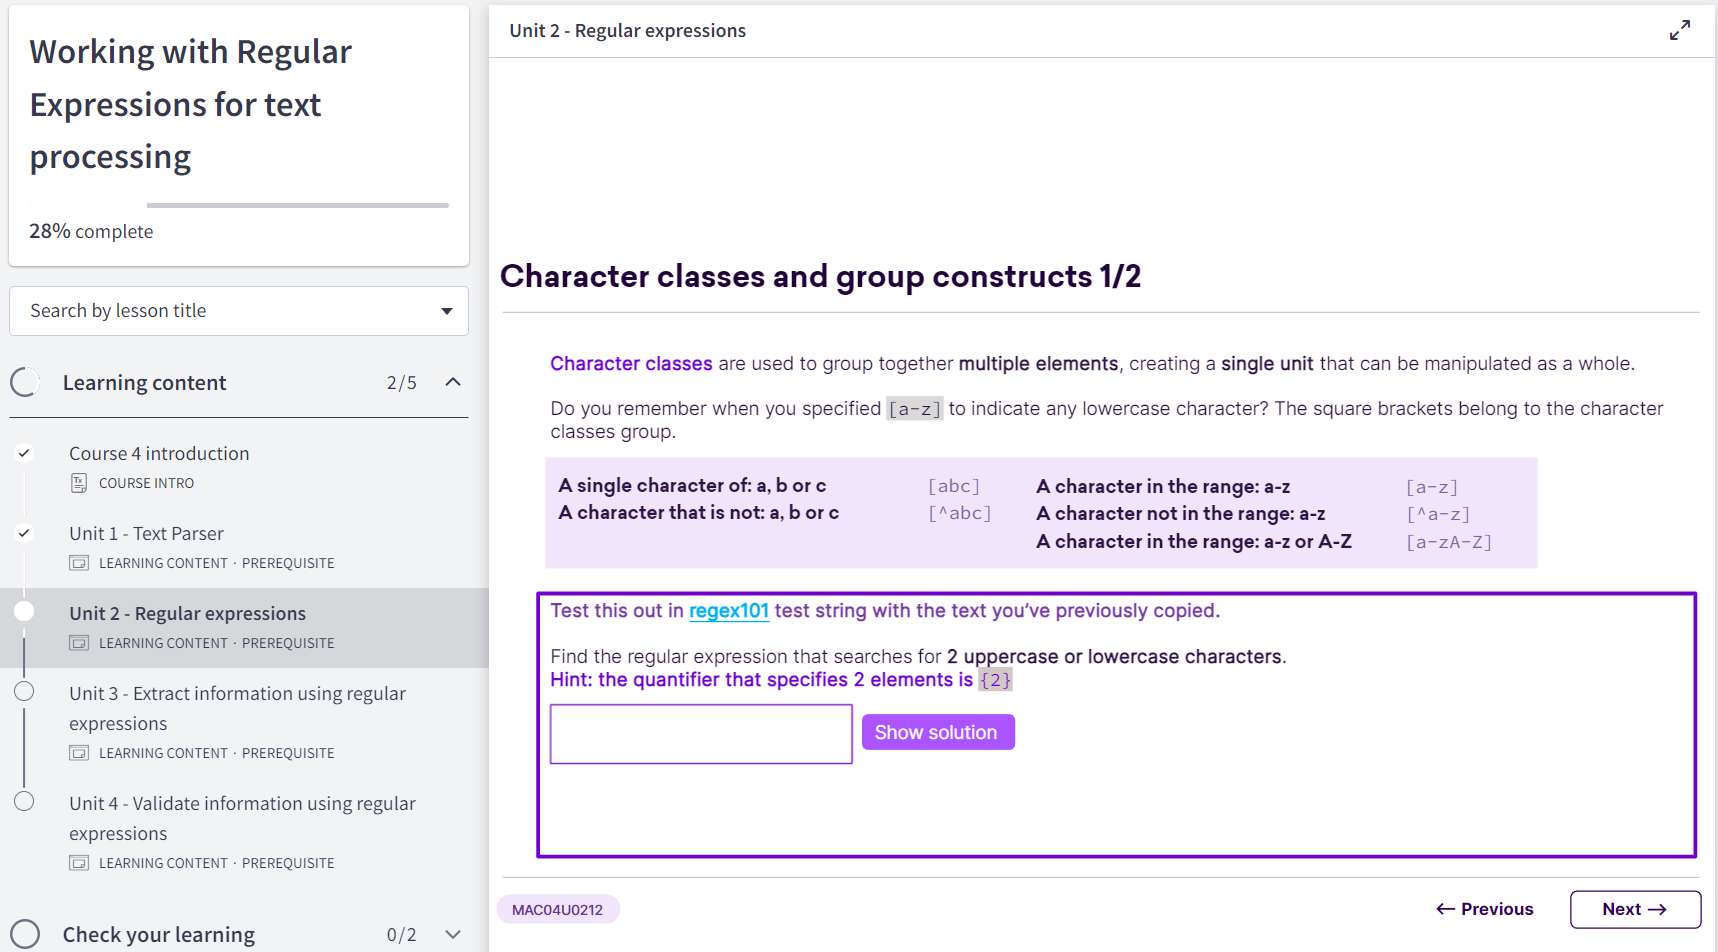 Working with Regular
Expressions for text
processing
28% complete
Search by lesson title
Learning content 2/5
Course 4 introduction
COURSE INTRO
Unit 1 - Text Parser
LEARNING CONTENT · PREREQUISITE
Unit 2 - Regular expressions
LEARNING CONTENT · PREREQUISITE
Unit 3 - Extract information using regular
expressions
LEARNING CONTENT · PREREQUISITE
Unit 4 - Validate information using regular
expressions
LEARNING CONTENT · PREREQUISITE
Check your learning 0/2
Unit 2 - Regular expressions
Character classes and group constructs 1/2
Character classes are used to group together multiple elements, creating a single unit that can be manipulated as a whole.
Do you remember when you specified [a-z] to indicate any lowercase character? The square brackets belong to the character
classes group.
A single character of: a, b or c [abc]
A character that is not: a, b or c [^abc]
A character in the range: a-z [a-z]
A character not in the range: a-z [^a-z]
A character in the range: a-z or A-Z [a-zA-Z]
Test this out in regex101 test string with the text you've previously copied.
Find the regular expression that searches for 2 uppercase or lowercase characters.
Hint: the quantifier that specifies 2 elements is {2}
Show solution
MAC04U0212
← Previous
Next →